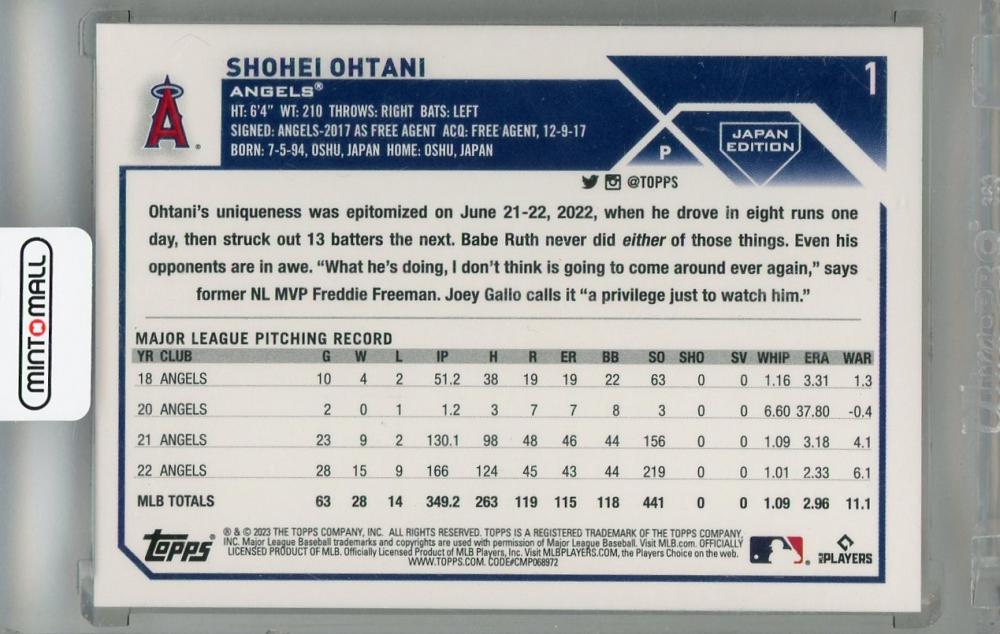 1
SHOHEI OHTANI
ANGELS®
HT: 6'4" WT: 210 THROWS: RIGHT BATS: LEFT
SIGNED: ANGELS-2017 AS FREE AGENT ACQ: FREE AGENT, 12-9-17
BORN: 7-5-94, OSHU, JAPAN HOME: OSHU, JAPAN
P
JAPAN
EDITION
@TOPPS
Ohtani's uniqueness was epitomized on June 21-22, 2022, when he drove in eight runs one
day, then struck out 13 batters the next. Babe Ruth never did either of those things. Even his
opponents are in awe. "What he's doing, I don't think is going to come around ever again," says
former NL MVP Freddie Freeman. Joey Gallo calls it "a privilege just to watch him."
MAJOR LEAGUE PITCHING RECORD
YR CLUB G W L IP H R ER BB SO SHO SV WHIP ERA WAR
18 ANGELS 10 4 2 51.2 38 19 19 22 63 0 0 1.16 3.31 1.3
20 ANGELS 2 0 1 1.2 3 7 7 8 3 0 0 6.60 37.80 -0.4
21 ANGELS 23 9 2 130.1 98 48 46 44 156 0 0 1.09 3.18 4.1
22 ANGELS 28 15 9 166 124 45 43 44 219 0 0 1.01 2.33 6.1
MLB TOTALS 63 28 14 349.2 263 119 115 118 441 0 0 1.09 2.96 11.1
Topps®
® & © 2023 THE TOPPS COMPANY, INC. ALL RIGHTS RESERVED. TOPPS IS A REGISTERED TRADEMARK OF THE TOPPS COMPANY,
INC. Major League Baseball trademarks and copyrights are used with permission of Major League Baseball. Visit MLB.com. OFFICIALLY
LICENSED PRODUCT OF MLB. Officially Licensed Product of MLB Players, Inc. Visit MLBPLAYERS.COM, the Players Choice on the web.
WWW.TOPPS.COM. CODE#CMP068972
PLAYERS
MINTOMALL